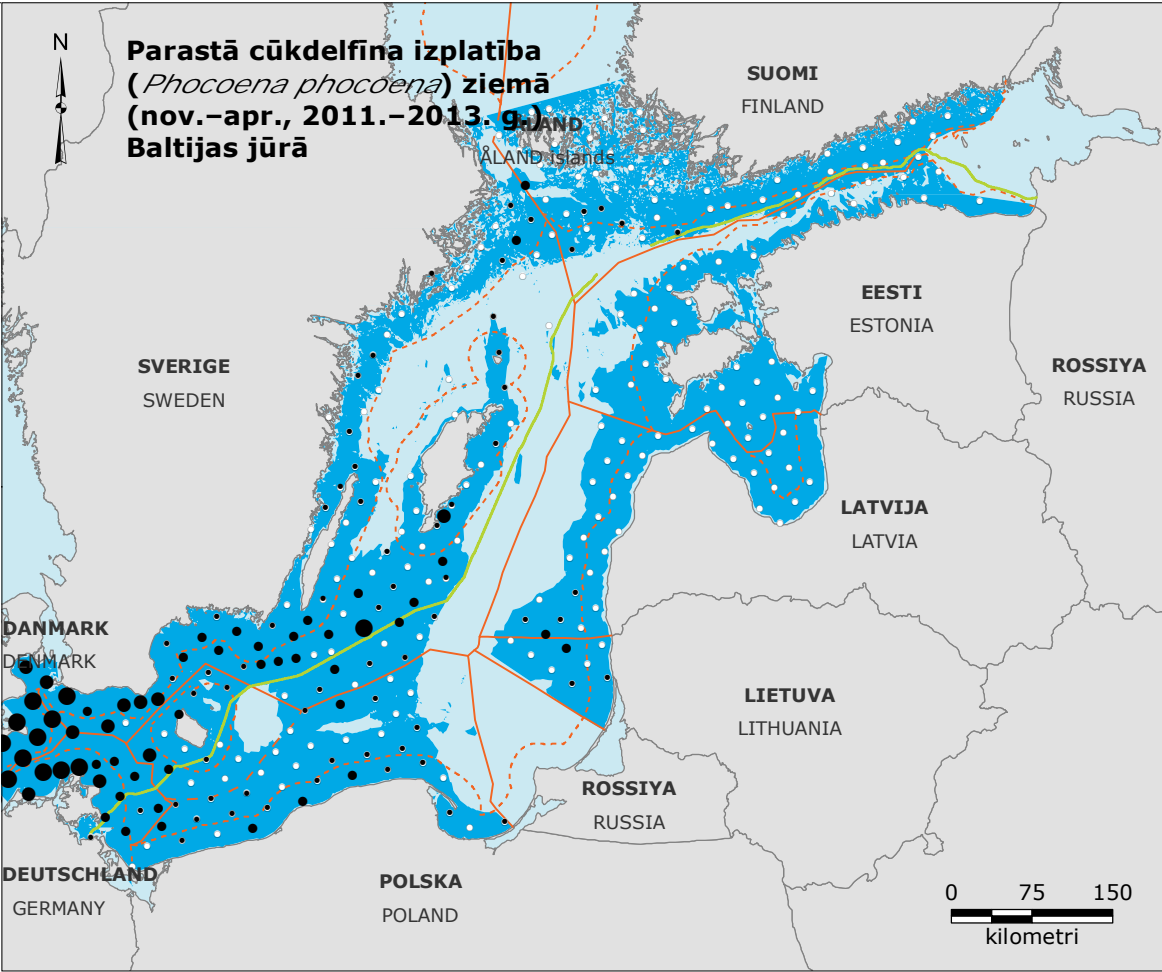 N
Parastā cūkdelfīna izplatība
(Phocoena phocoena) ziemā
(nov.–apr., 2011.–2013. g.)
Baltijas jūrā
ÅLAND
ÅLAND islands
SUOMI
FINLAND
EESTI
ESTONIA
ROSSIYA
RUSSIA
SVERIGE
SWEDEN
LATVIJA
LATVIA
DANMARK
DENMARK
LIETUVA
LITHUANIA
ROSSIYA
RUSSIA
DEUTSCHLAND
GERMANY
POLSKA
POLAND
0 75 150
kilometri